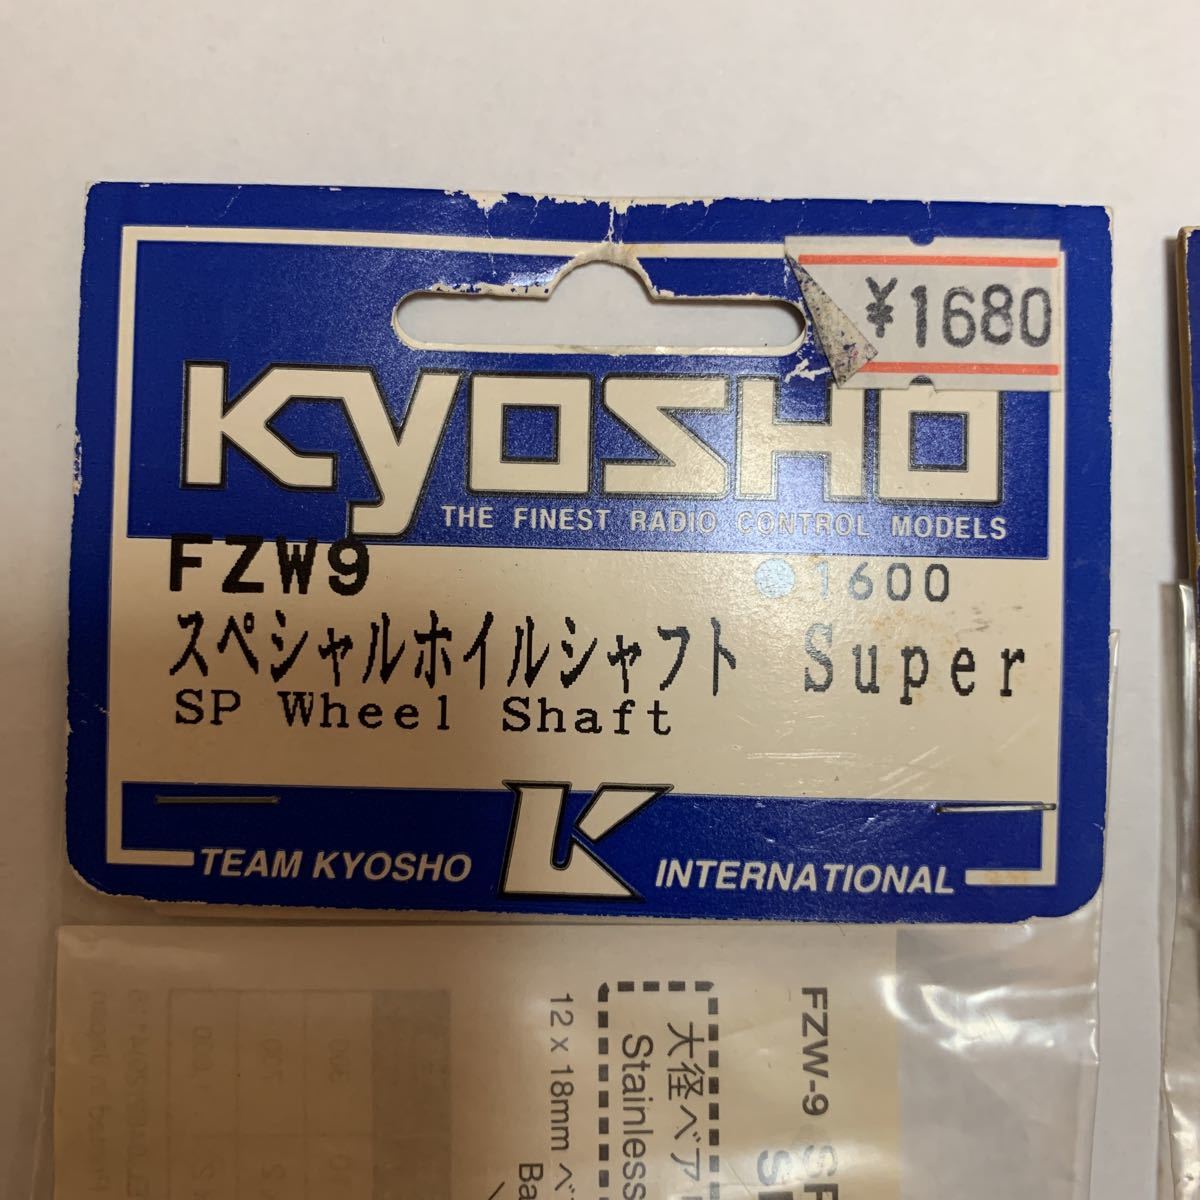 ¥1680
KYOSHO
THE FINEST RADIO CONTROL MODELS
FZW9
1600
スペシャルホイルシャフト Super
SP Wheel Shaft
TEAM KYOSHO K INTERNATIONAL
FZW-9
大径ベア
Stainless
12×18mm